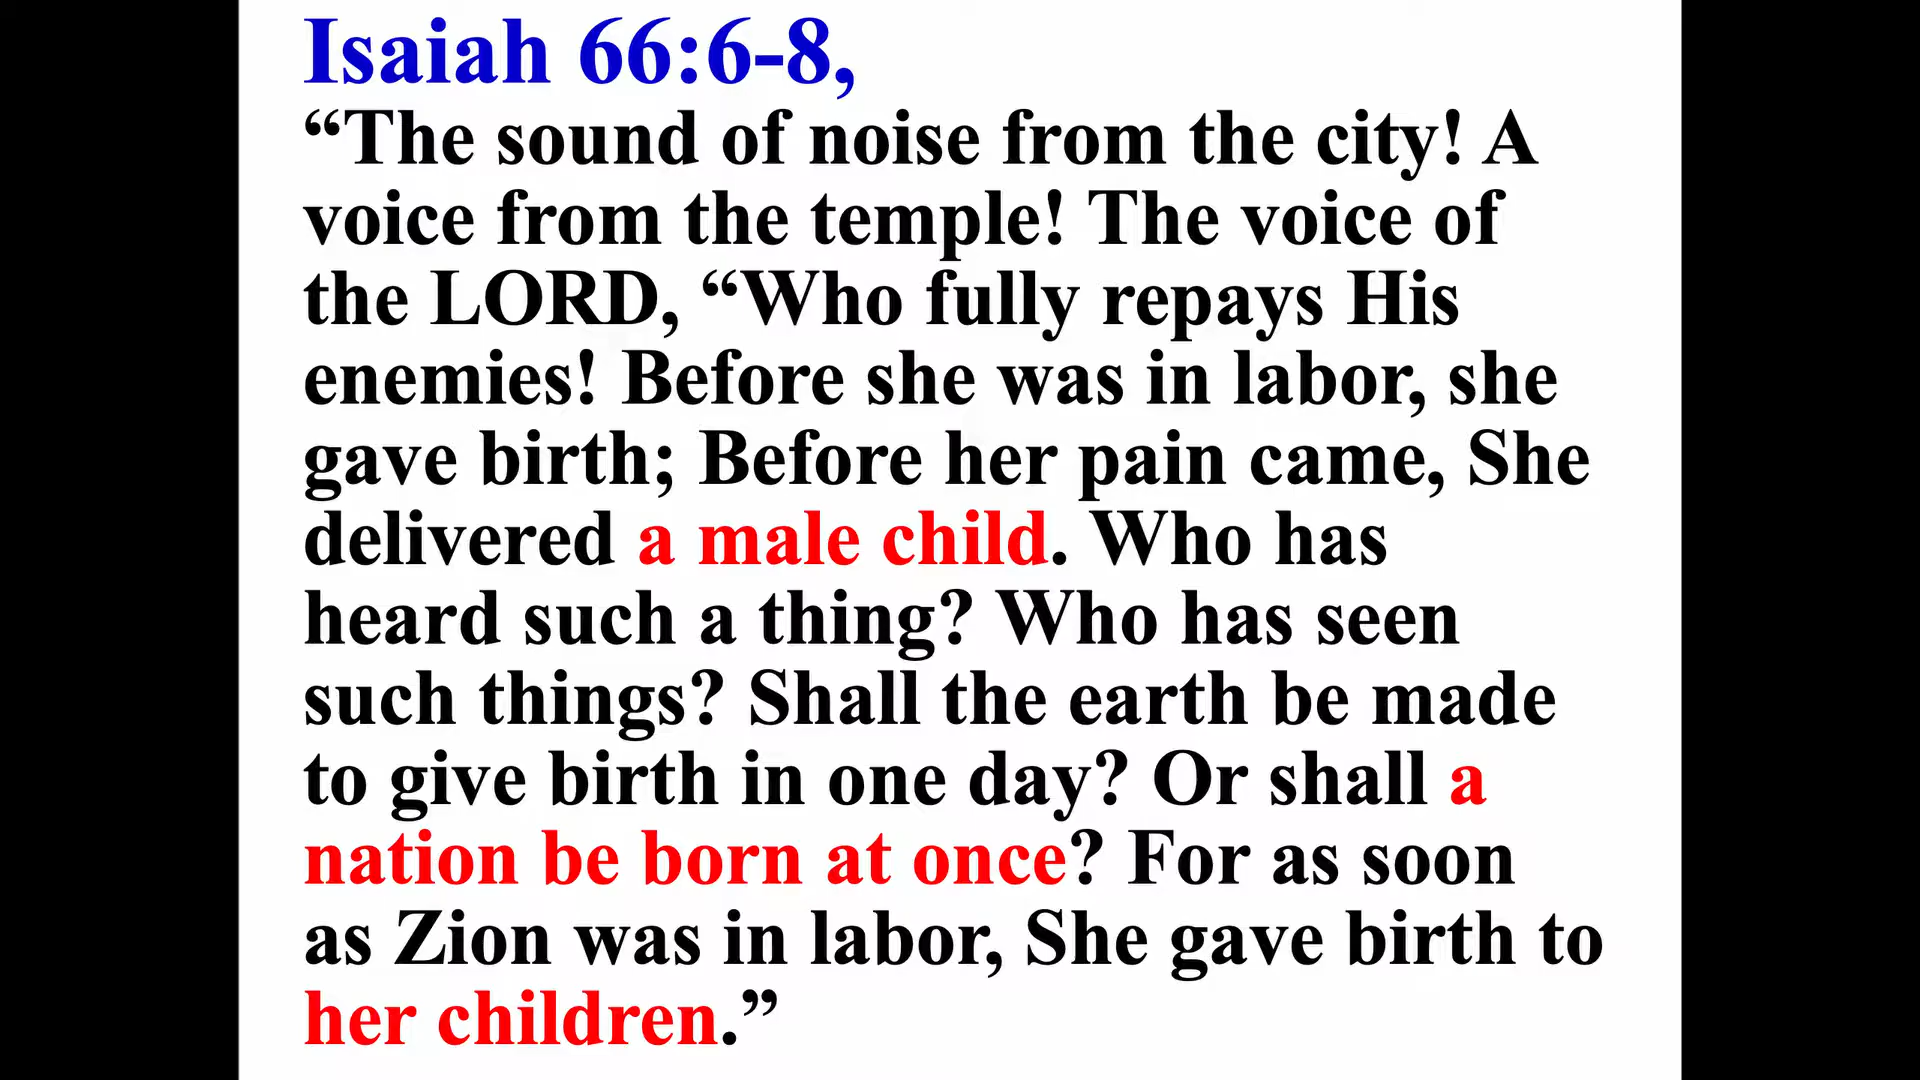 Isaiah 66:6-8,
“The sound of noise from the city! A
voice from the temple! The voice of
the LORD, “Who fully repays His
enemies! Before she was in labor, she
gave birth; Before her pain came, She
delivered a male child. Who has
heard such a thing? Who has seen
such things? Shall the earth be made
to give birth in one day? Or shall a
nation be born at once? For as soon
as Zion was in labor, She gave birth to
her children.”